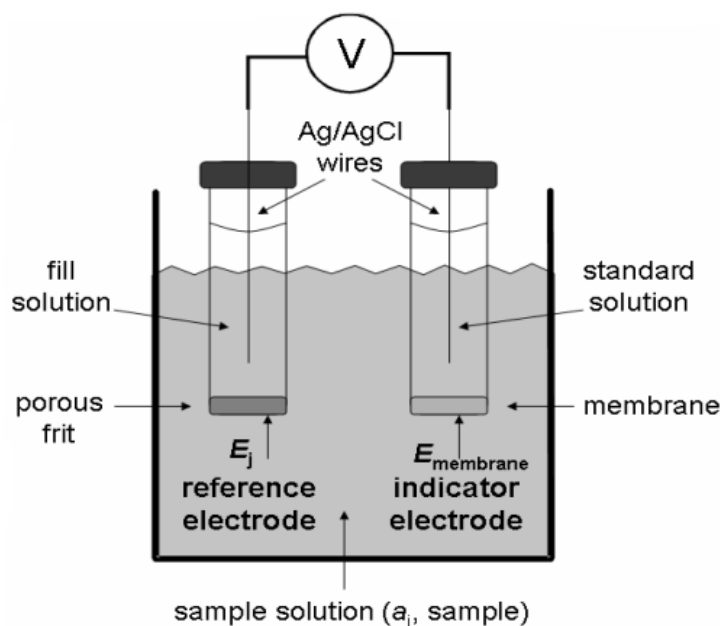 V
Ag/AgCl
wires
fill
solution
standard
solution
porous
frit
membrane
Ej
reference
electrode
Emembrane
indicator
electrode
sample solution (ai, sample)